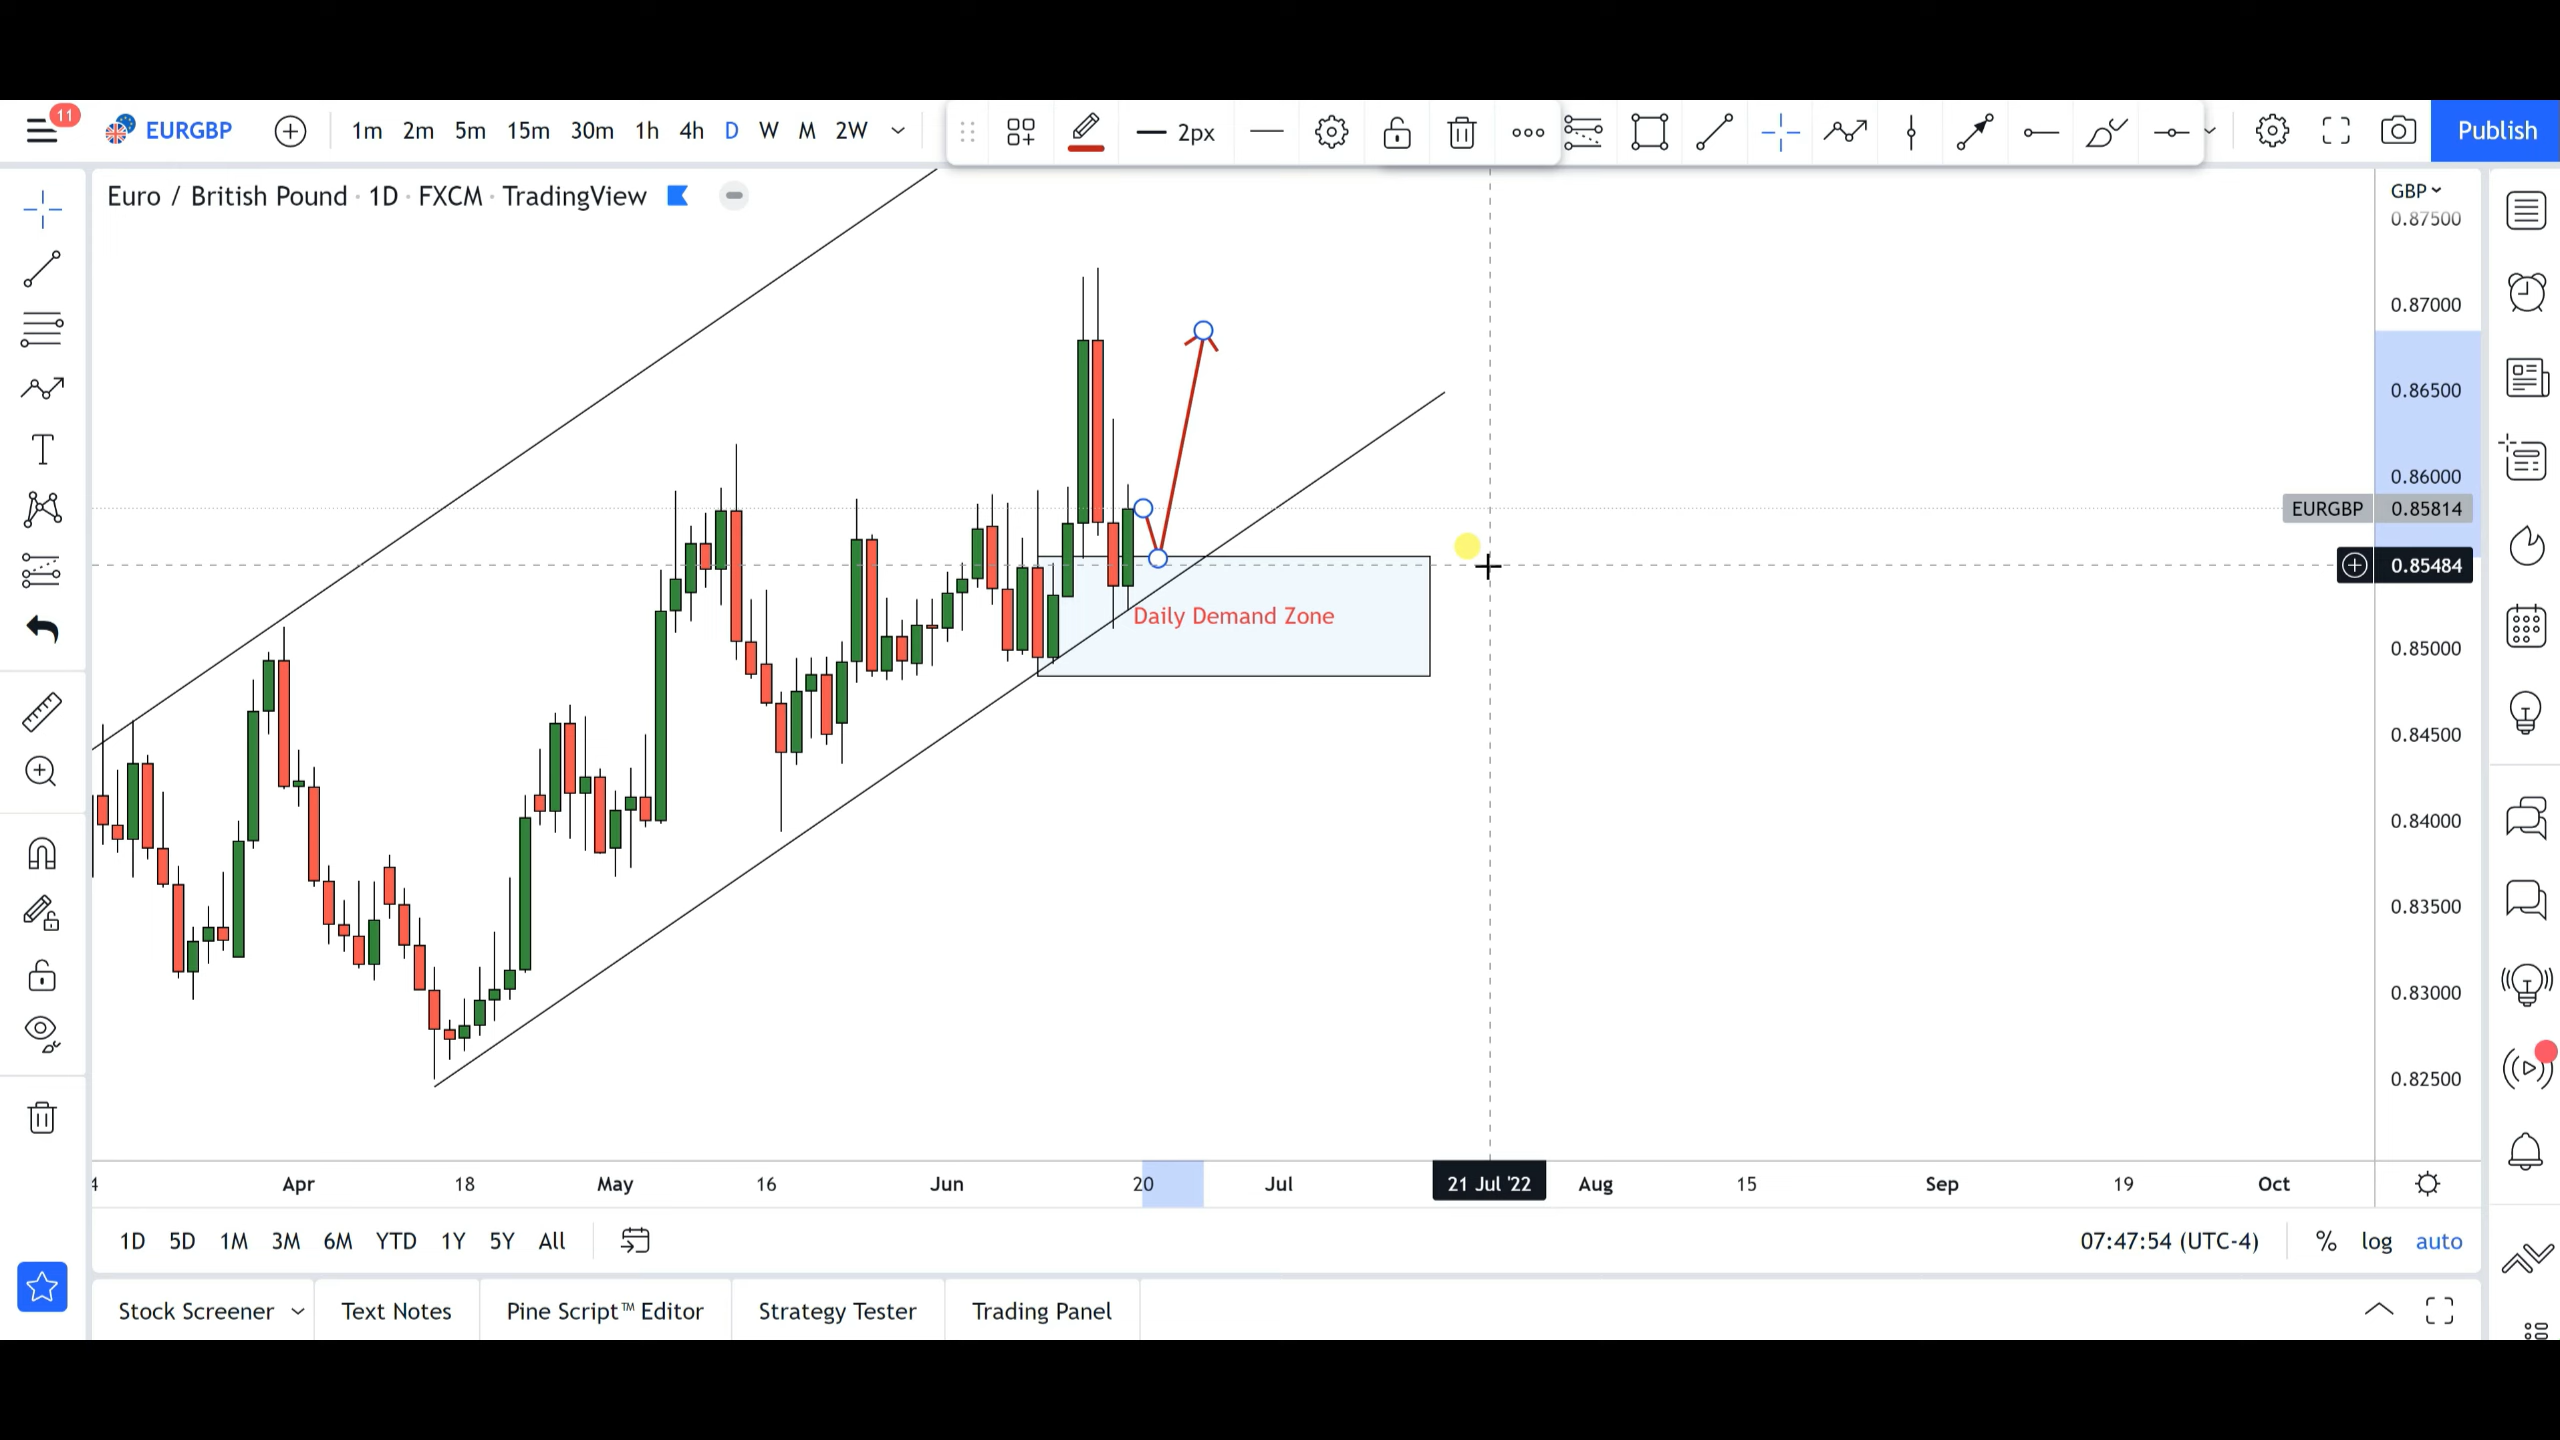 11
EURGBP
1m 2m 5m 15m 30m 1h 4h D W M 2W
2px
Publish
Euro / British Pound · 1D · FXCM · TradingView
GBP
0.87500
0.87000
0.86500
0.86000
EURGBP 0.85814
0.85484
Daily Demand Zone
0.85000
0.84500
0.84000
0.83500
0.83000
0.82500
4 Apr 18 May 16 Jun 20 Jul 21 Jul '22 Aug 15 Sep 19 Oct
1D 5D 1M 3M 6M YTD 1Y 5Y All
07:47:54 (UTC-4) % log auto
Stock Screener Text Notes Pine Script™ Editor Strategy Tester Trading Panel